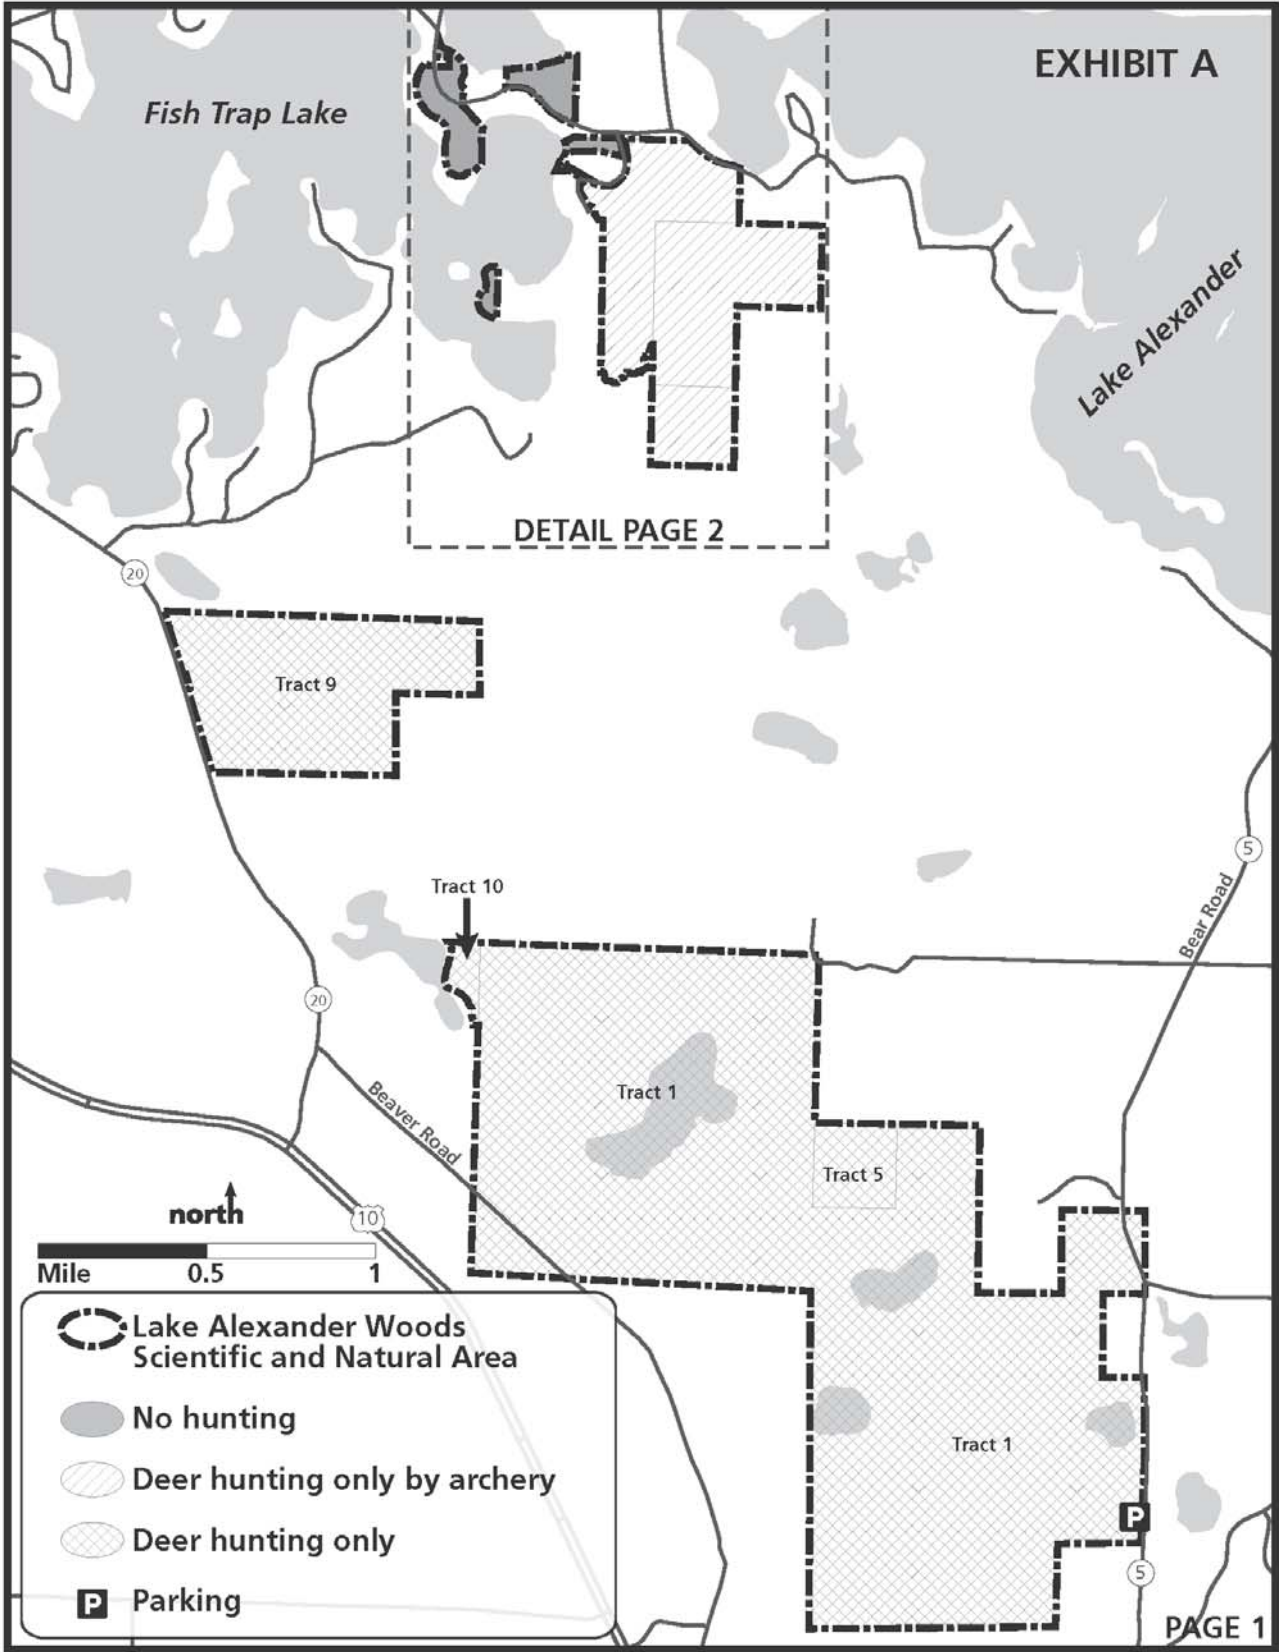 EXHIBIT A
Fish Trap Lake
Lake Alexander
DETAIL PAGE 2
20
Tract 9
5
Bear Road
Tract 10
20
Tract 1
Beaver Road
Tract 5
north
10
Mile 0.5 1
Lake Alexander Woods
Scientific and Natural Area
No hunting
Deer hunting only by archery
Tract 1
Deer hunting only
P
5
P Parking
PAGE 1